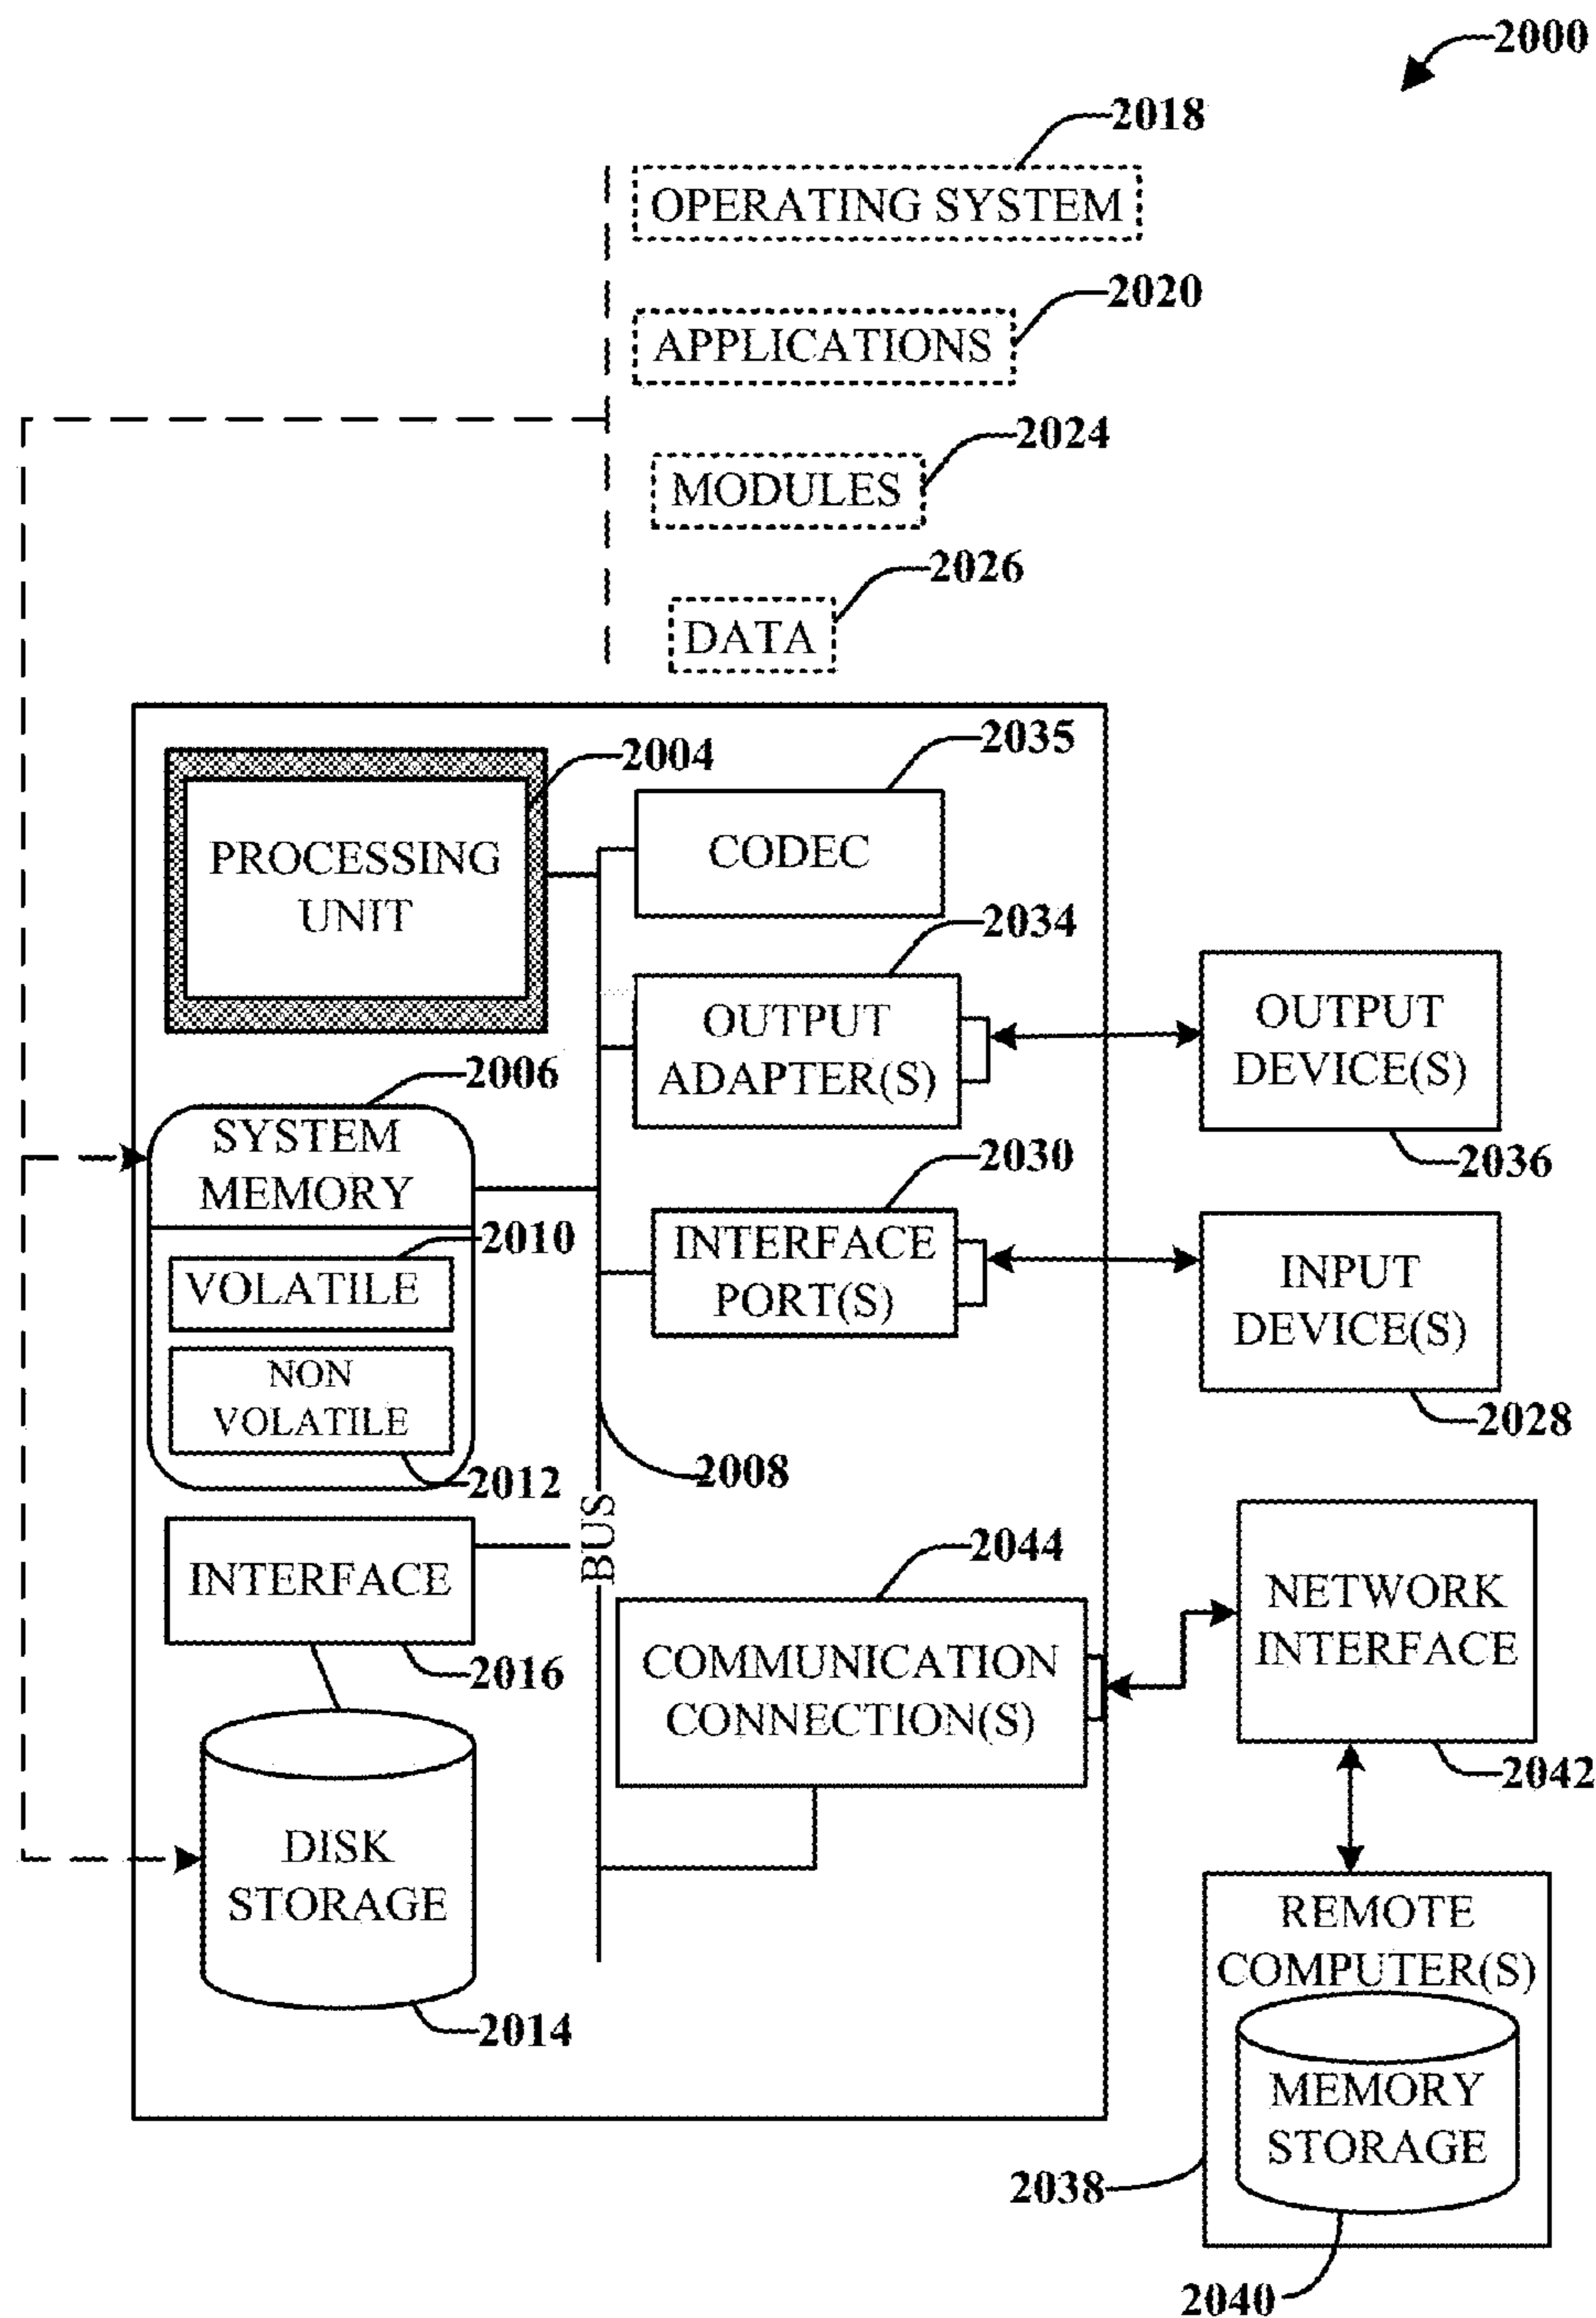 2000
2018
OPERATING SYSTEM
2020
APPLICATIONS
2024
MODULES
2026
DATA
2004
PROCESSING
UNIT
2035
CODEC
2034
OUTPUT
ADAPTER(S)
OUTPUT
DEVICE(S)
2036
2006
SYSTEM
MEMORY
2010
VOLATILE
NON
VOLATILE
2012
2030
INTERFACE
PORT(S)
INPUT
DEVICE(S)
2028
2008
BUS
INTERFACE
2016
2044
COMMUNICATION
CONNECTION(S)
NETWORK
INTERFACE
2042
DISK
STORAGE
2014
REMOTE
COMPUTER(S)
MEMORY
STORAGE
2038
2040